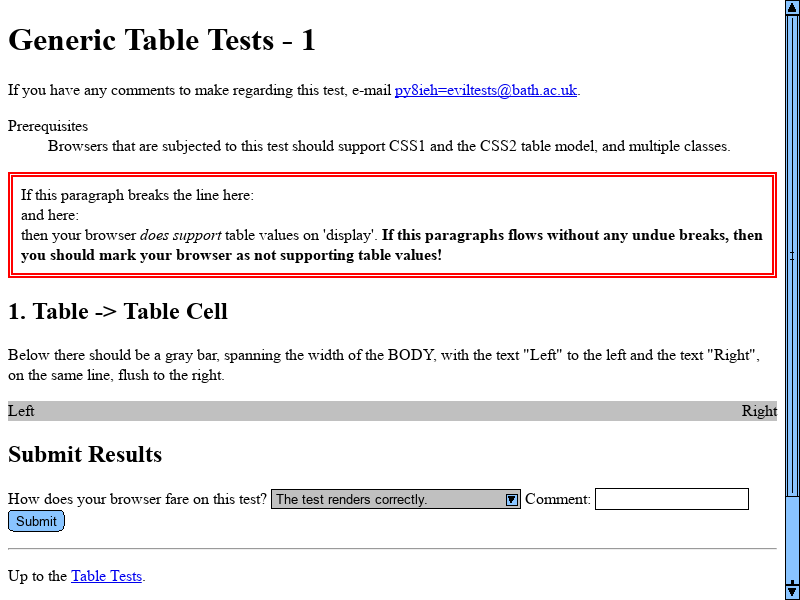 Generic Table Tests - 1
If you have any comments to make regarding this test, e-mail py8ieh=eviltests@bath.ac.uk.
Prerequisites
Browsers that are subjected to this test should support CSS1 and the CSS2 table model, and multiple classes.
If this paragraph breaks the line here:
and here:
then your browser does support table values on 'display'. If this paragraphs flows without any undue breaks, then
you should mark your browser as not supporting table values!
1. Table -> Table Cell
Below there should be a gray bar, spanning the width of the BODY, with the text "Left" to the left and the text "Right",
on the same line, flush to the right.
Left Right
Submit Results
How does your browser fare on this test? The test renders correctly. Comment:
Submit
Up to the Table Tests.